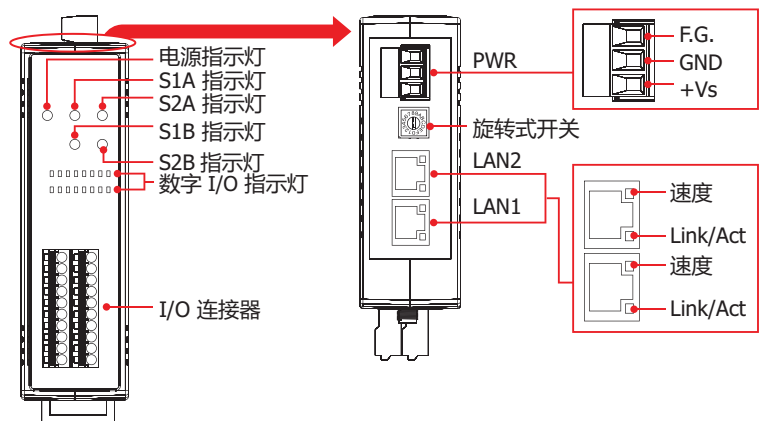 电源指示灯
S1A 指示灯
S2A 指示灯
S1B 指示灯
S2B 指示灯
数字 I/O 指示灯
I/O 连接器
PWR
旋转式开关
LAN2
LAN1
F.G.
GND
+Vs
速度
Link/Act
速度
Link/Act